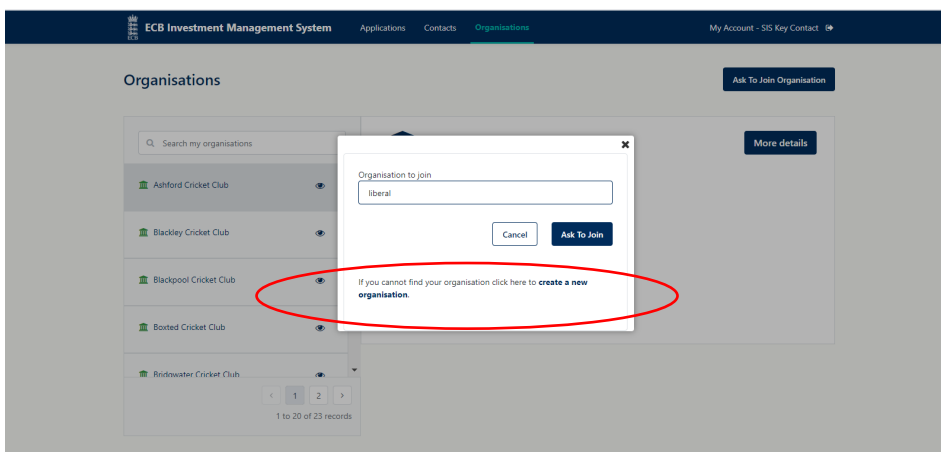 ECB
ECB Investment Management System
Applications
Contacts
Organisations
My Account - SIS Key Contact
Organisations
Ask To Join Organisation
Search my organisations
More details
Organisation to join
liberal
Ashford Cricket Club
Blackley Cricket Club
Cancel
Ask To Join
Blackpool Cricket Club
If you cannot find your organisation click here to create a new
organisation.
Boxted Cricket Club
Bridgwater Cricket Club
1
2
1 to 20 of 23 records